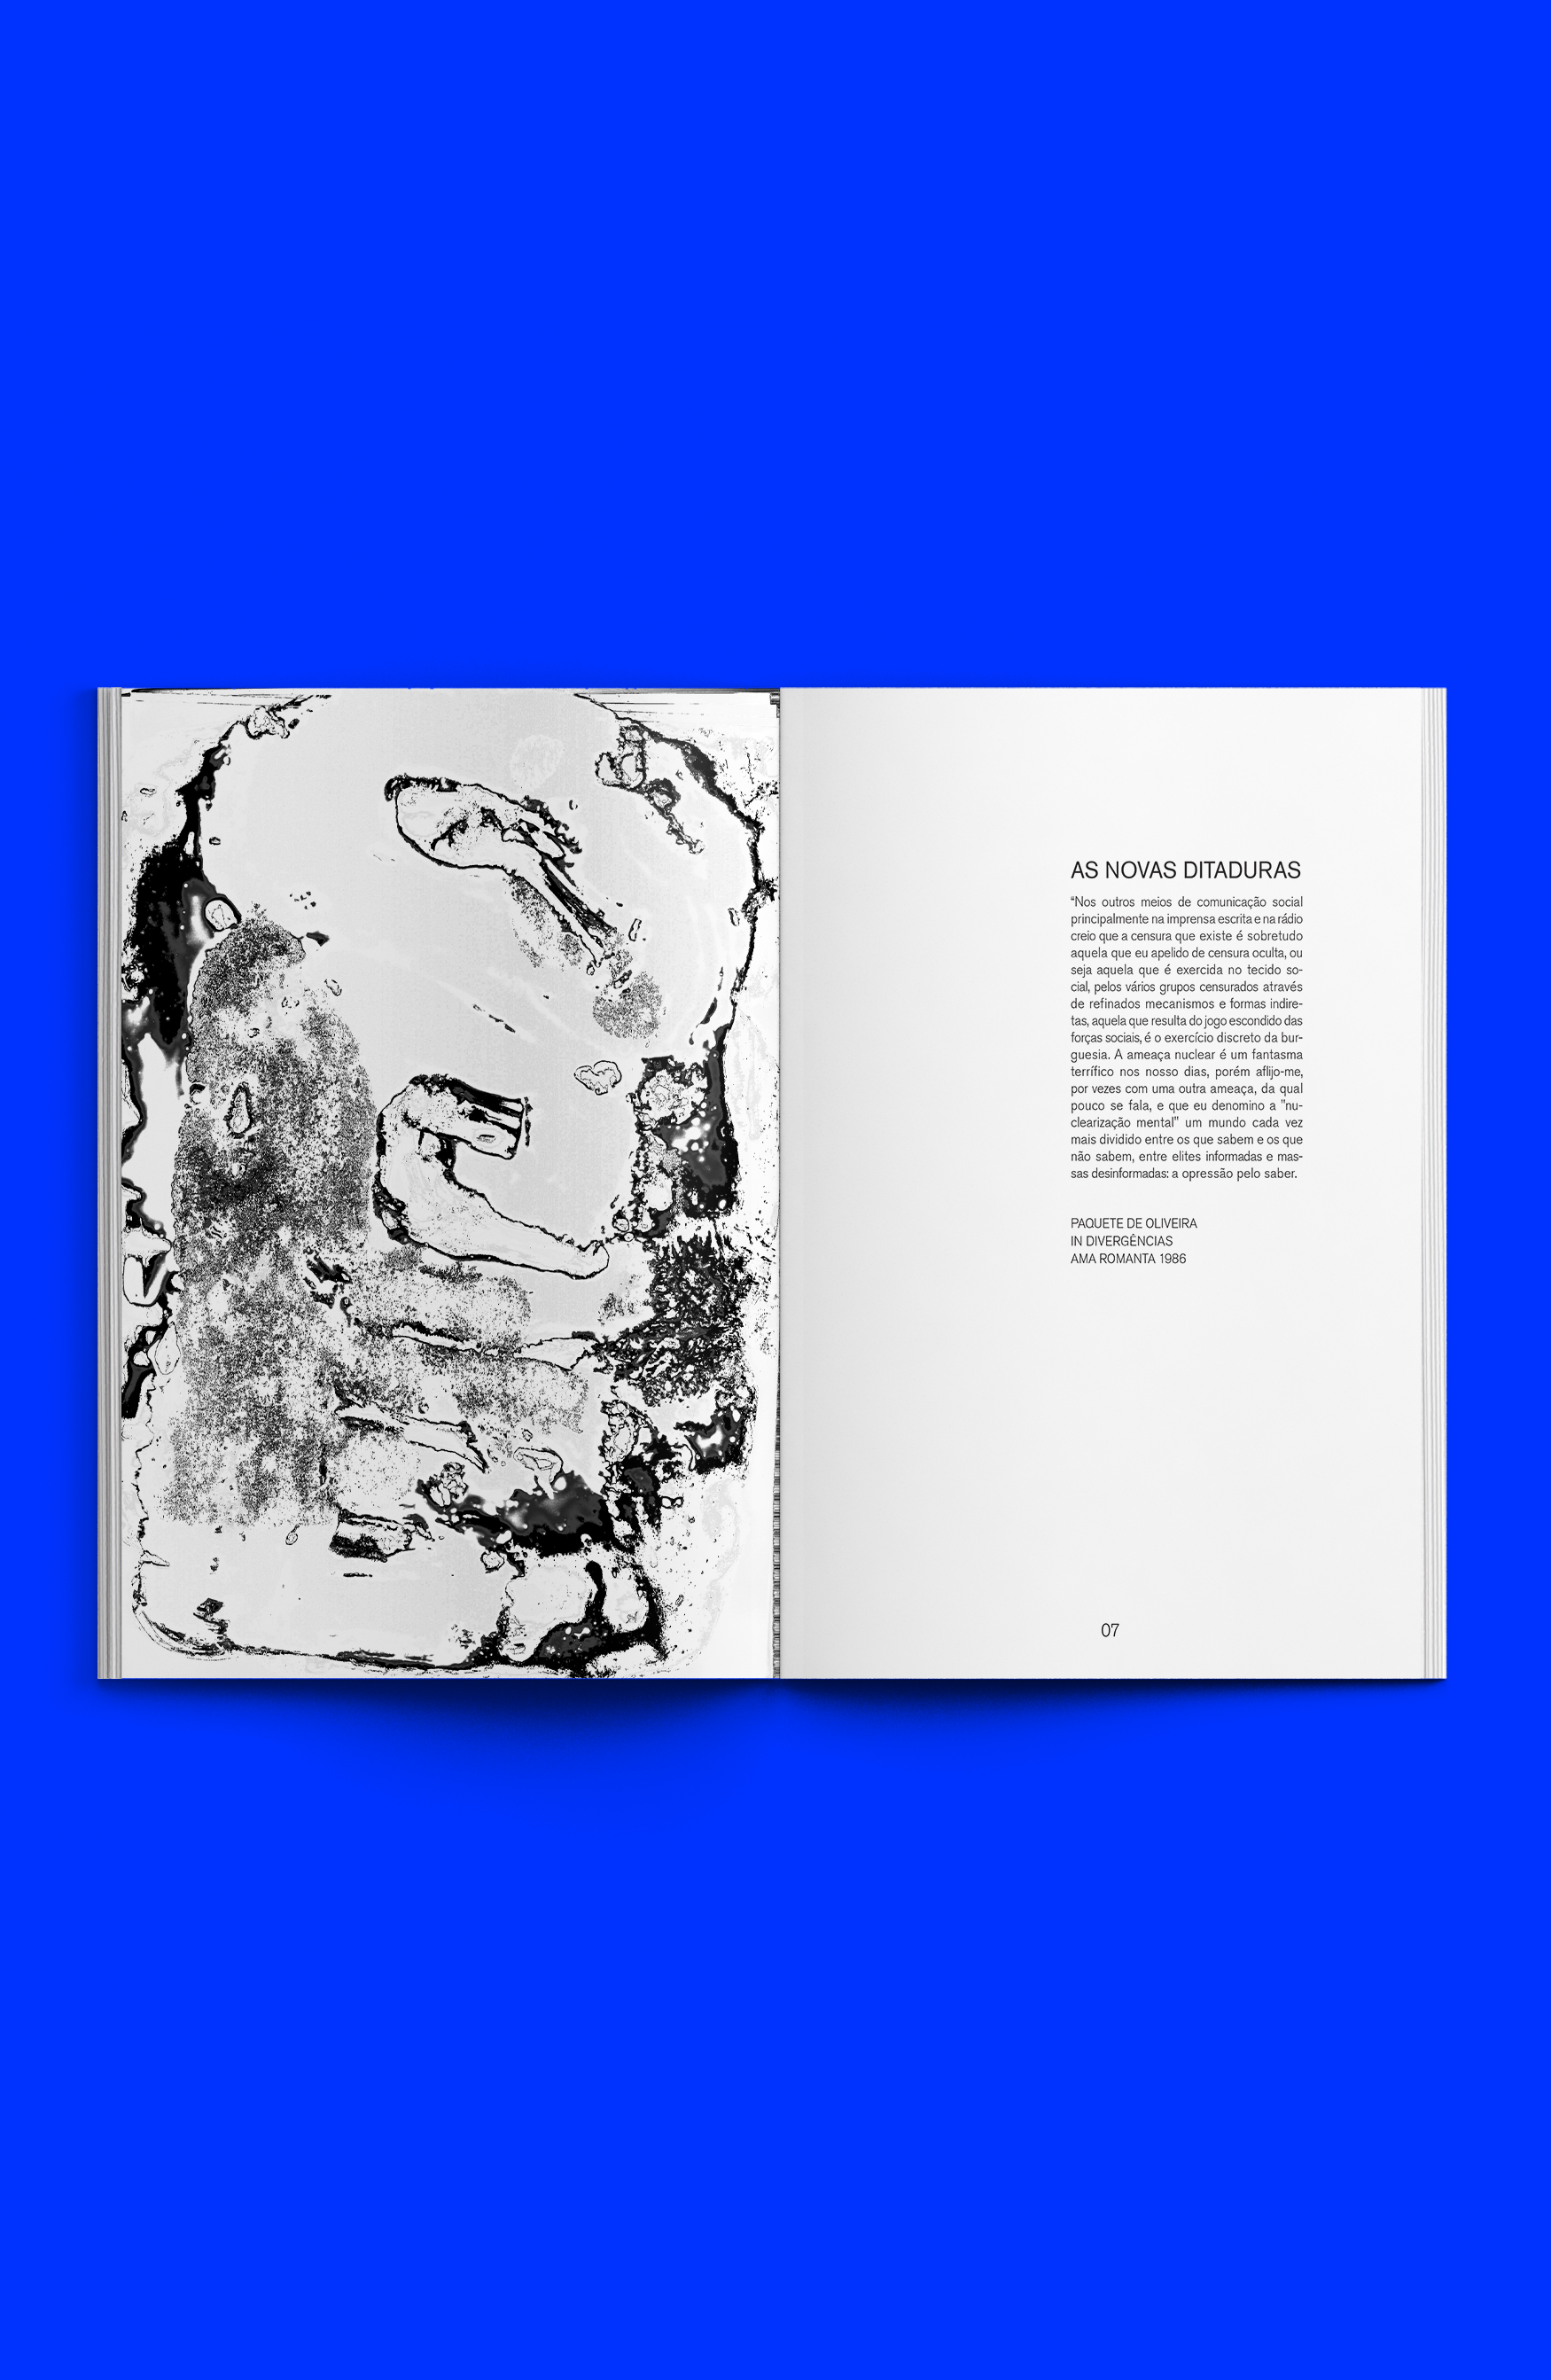 AS NOVAS DITADURAS
“Nos outros meios de comunicação social
principalmente na imprensa escrita e na rádio
creio que a censura que existe é sobretudo
aquela que eu apelido de censura oculta, ou
seja aquela que é exercida no tecido so-
cial, pelos vários grupos censurados através
de refinados mecanismos e formas indire-
tas, aquela que resulta do jogo escondido das
forças sociais, é o exercício discreto da bur-
guesia. A ameaça nuclear é um fantasma
terrífico nos nosso dias, porém aflijo-me,
por vezes com uma outra ameaça, da qual
pouco se fala, e que eu denomino a "nu-
clearização mental" um mundo cada vez
mais dividido entre os que sabem e os que
não sabem, entre elites informadas e mas-
sas desinformadas: a opressão pelo saber.
PAQUETE DE OLIVEIRA
IN DIVERGÊNCIAS
AMA ROMANTA 1986
07